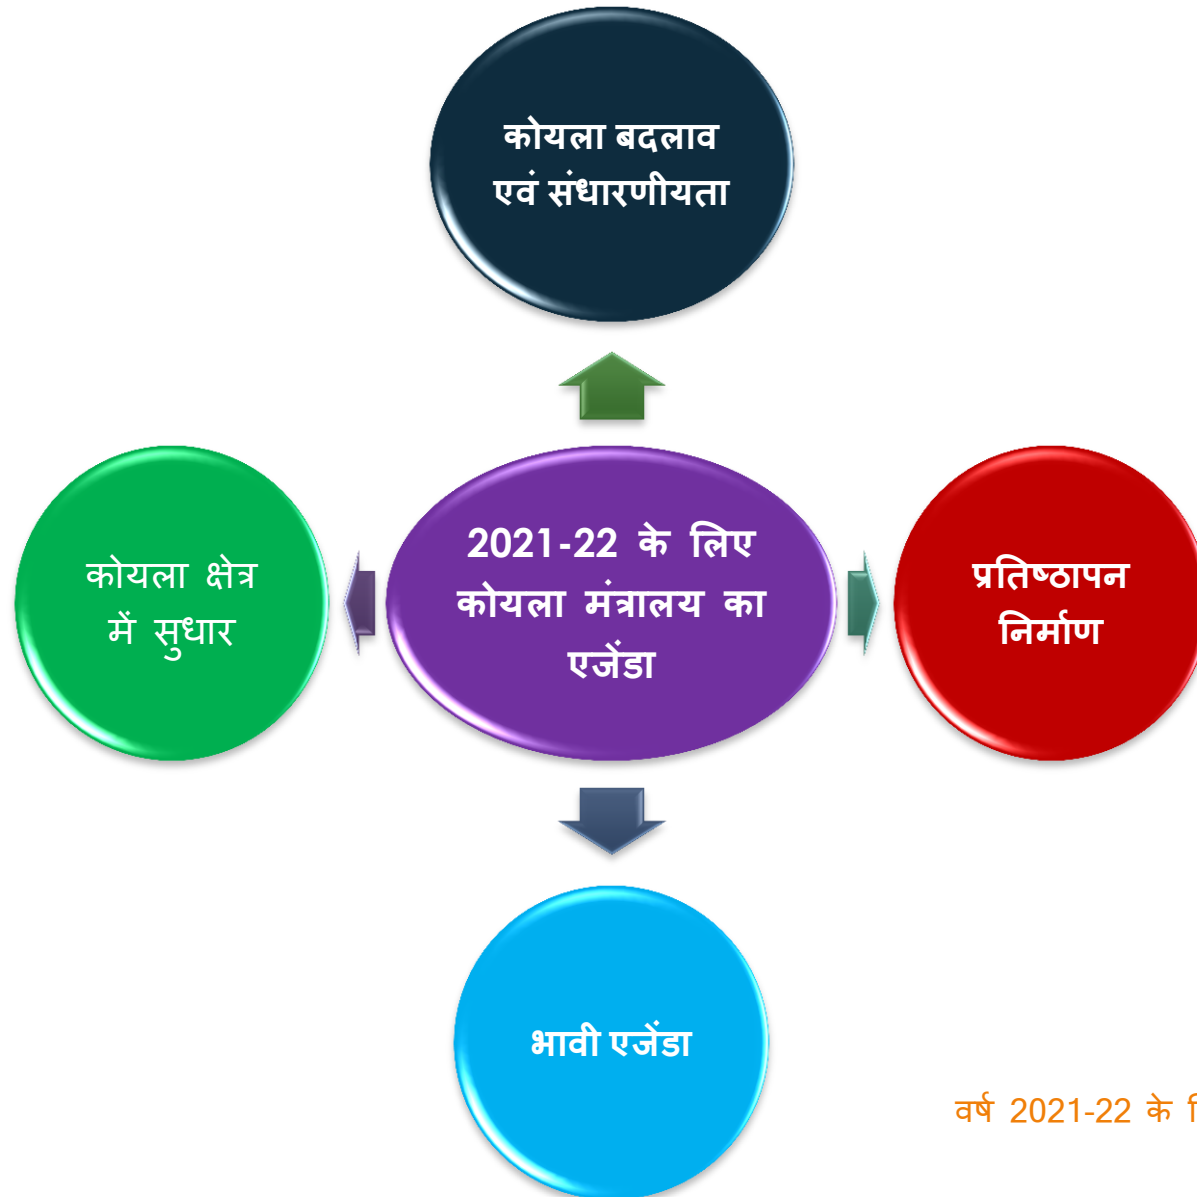 कोयला बदलाव
एवं संधारणीयता
2021-22 के लिए
कोयला मंत्रालय का
एजेंडा
कोयला क्षेत्र
में सुधार
प्रतिष्ठापन
निर्माण
भावी एजेंडा
वर्ष 2021-22 के